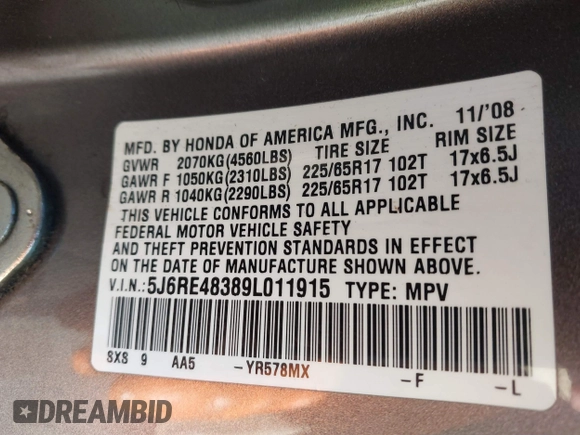 MFD. BY HONDA OF AMERICA MFG., INC. 11/'08
GVWR 2070KG(4560LBS) TIRE SIZE RIM SIZE
GAWR F 1050KG(2310LBS) 225/65R17 102T 17x6.5J
GAWR R 1040KG(2290LBS) 225/65R17 102T 17x6.5J
THIS VEHICLE CONFORMS TO ALL APPLICABLE
FEDERAL MOTOR VEHICLE SAFETY
AND THEFT PREVENTION STANDARDS IN EFFECT
ON THE DATE OF MANUFACTURE SHOWN ABOVE.
V.I.N.: 5J6RE48389L011915 TYPE: MPV
SXS 9 AA5 -YR578MX -F -L
DREAMBID